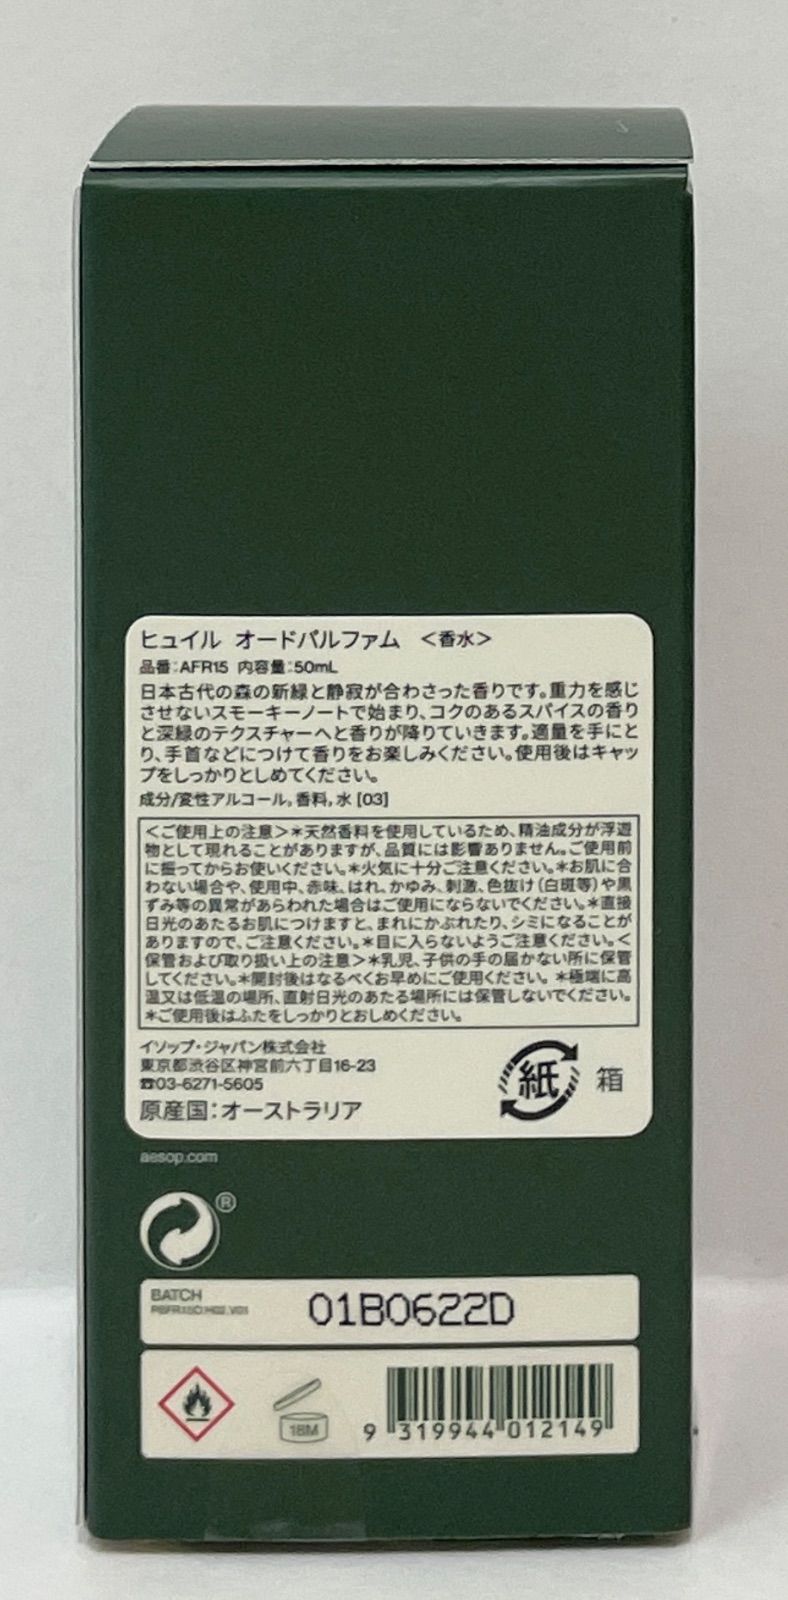 ヒュイル オードパルファム ＜香水＞
品番：AFR15 内容量：50mL
日本古代の森の新緑と静寂が合わさった香りです。重力を感じ
させないスモーキーノートで始まり、コクのあるスパイスの香り
と深緑のテクスチャーへと香りが降りていきます。適量を手にと
り、手首などにつけて香りをお楽しみください。使用後はキャッ
プをしっかりとしめてください。
成分/変性アルコール，香料，水 [03]
＜ご使用上の注意＞＊天然香料を使用しているため、精油成分が浮遊
物として現れることがありますが、品質には影響ありません。ご使用前
に振ってからお使いください。＊火気に十分ご注意ください。＊お肌に合
わない場合や、使用中、赤味、はれ、かゆみ、刺激、色抜け（白斑等）や黒
ずみ等の異常があらわれた場合はご使用にならないでください。＊直接
日光のあたるお肌につけますと、まれにかぶれたり、シミになることが
ありますので、ご注意ください。＊目に入らないようご注意ください。＜
保管および取り扱い上の注意＞＊乳児、子供の手の届かない所に保管
してください。＊開封後はなるべくお早めにご使用ください。＊極端に高
温又は低温の場所、直射日光のあたる場所には保管しないでください。
＊ご使用後はふたをしっかりとおしめください。
イソップ・ジャパン株式会社
東京都渋谷区神宮前六丁目16-23
☎03-6271-5605
原産国：オーストラリア
紙 箱
aesop.com
®
BATCH
01B0622D
18M
9 319944 012149